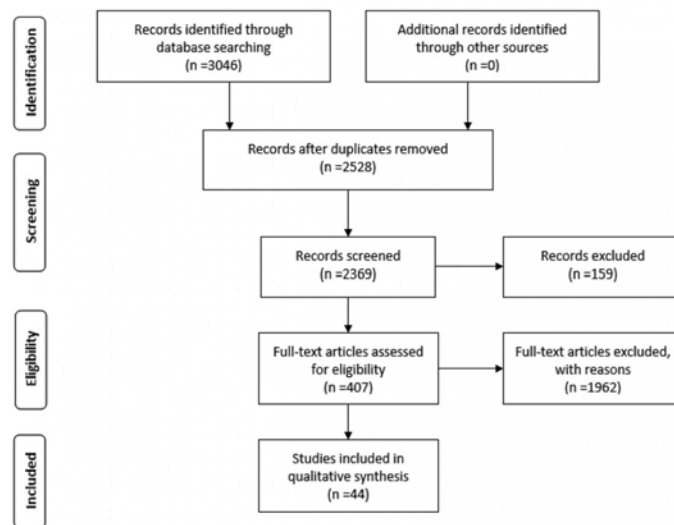 Identification
Records identified through
database searching
(n =3046)
Additional records identified
through other sources
(n =0)
Records after duplicates removed
(n =2528)
Screening
Records screened
(n =2369)
Records excluded
(n =159)
Eligibility
Full-text articles assessed
for eligibility
(n =407)
Full-text articles excluded,
with reasons
(n =1962)
Included
Studies included in
qualitative synthesis
(n =44)